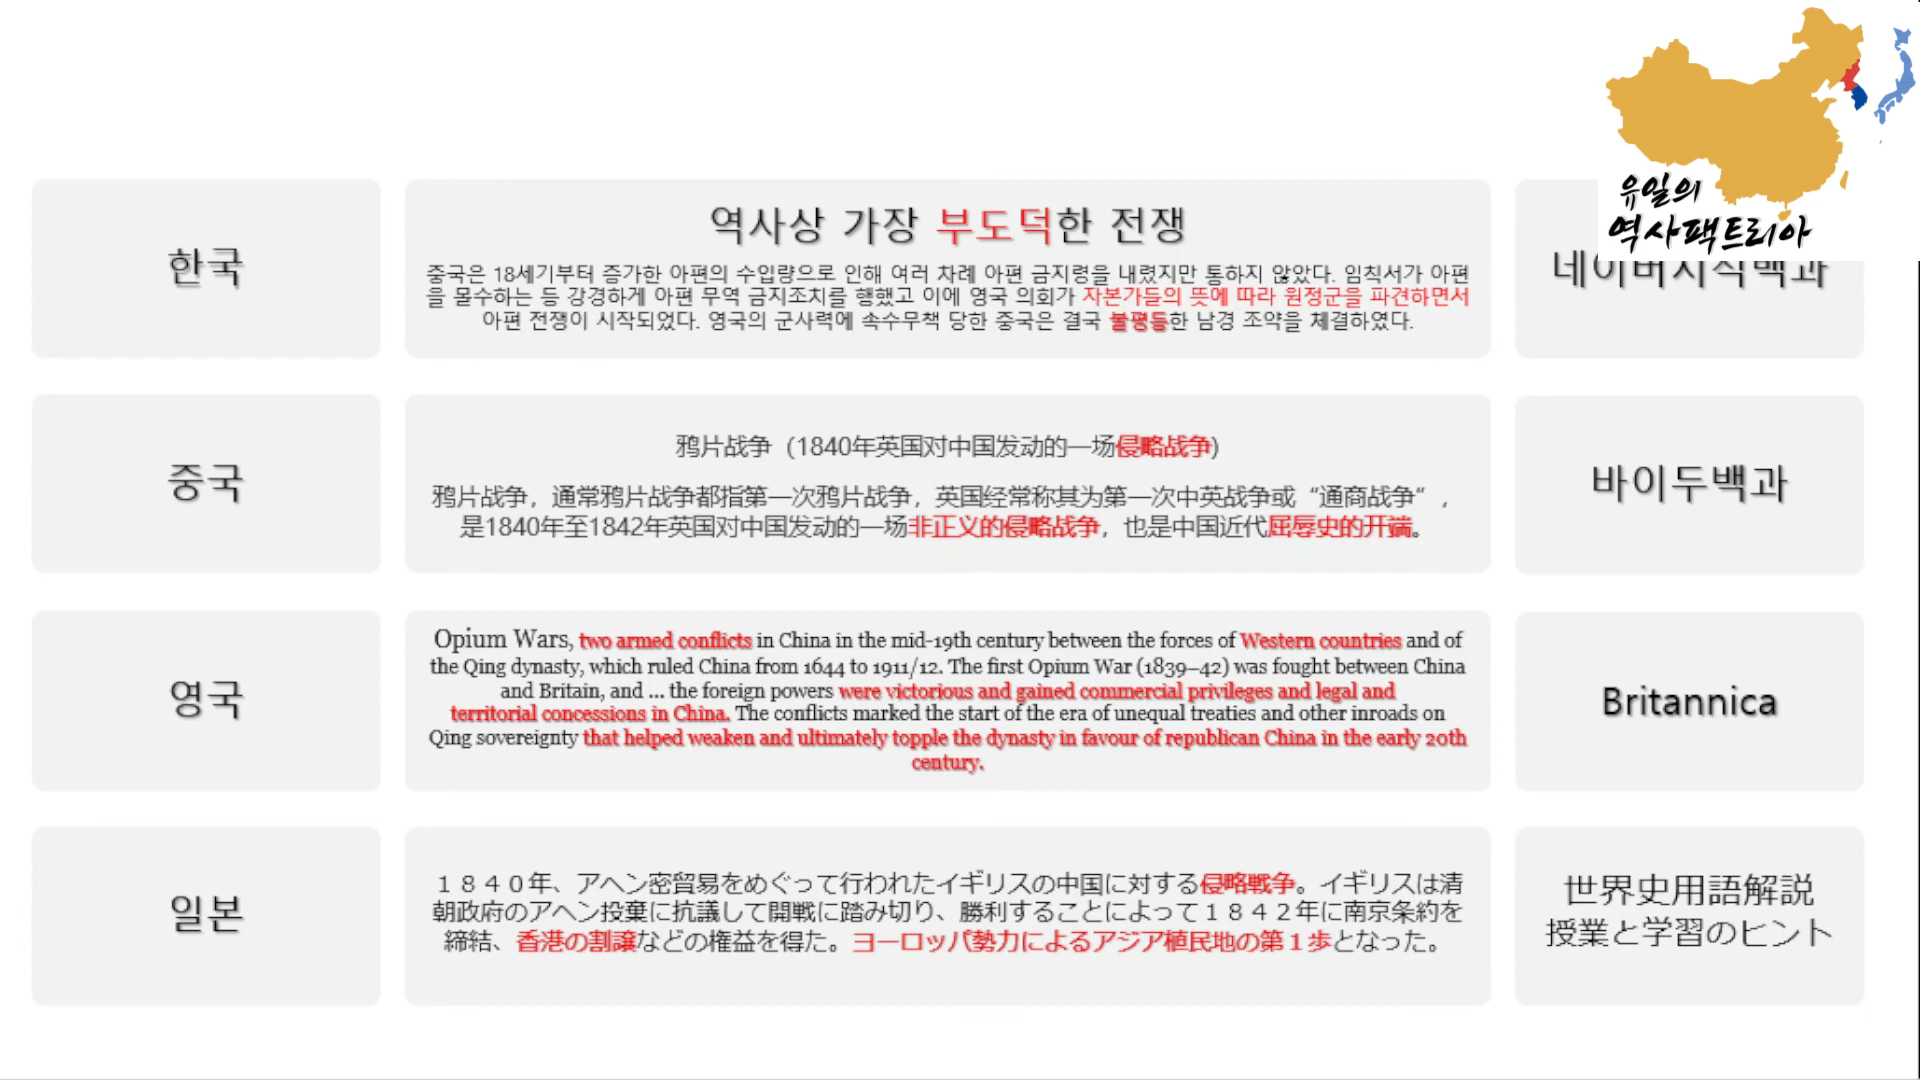 유일의
역사팩트리아
한국
역사상 가장 부도덕한 전쟁
중국은 18세기부터 증가한 아편의 수입량으로 인해 여러 차례 아편 금지령을 내렸지만 통하지 않았다. 임칙서가 아편
을 몰수하는 등 강경하게 아편 무역 금지조치를 행했고 이에 영국 의회가 자본가들의 뜻에 따라 원정군을 파견하면서
아편 전쟁이 시작되었다. 영국의 군사력에 속수무책 당한 중국은 결국 불평등한 남경 조약을 체결하였다.
네이버지식백과
중국
鸦片战争（1840年英国对中国发动的一场侵略战争)
鸦片战争，通常鸦片战争都指第一次鸦片战争，英国经常称其为第一次中英战争或“通商战争”，
是1840年至1842年英国对中国发动的一场非正义的侵略战争，也是中国近代屈辱史的开端。
바이두백과
영국
Opium Wars, two armed conflicts in China in the mid-19th century between the forces of Western countries and of
the Qing dynasty, which ruled China from 1644 to 1911/12. The first Opium War (1839–42) was fought between China
and Britain, and ... the foreign powers were victorious and gained commercial privileges and legal and
territorial concessions in China. The conflicts marked the start of the era of unequal treaties and other inroads on
Qing sovereignty that helped weaken and ultimately topple the dynasty in favour of republican China in the early 20th
century.
Britannica
일본
１８４０年、アヘン密貿易をめぐって行われたイギリスの中国に対する侵略戦争。イギリスは清
朝政府のアヘン投棄に抗議して開戦に踏み切り、勝利することによって１８４２年に南京条約を
締結、香港の割譲などの権益を得た。ヨーロッパ勢力によるアジア植民地の第１歩となった。
世界史用語解説
授業と学習のヒント